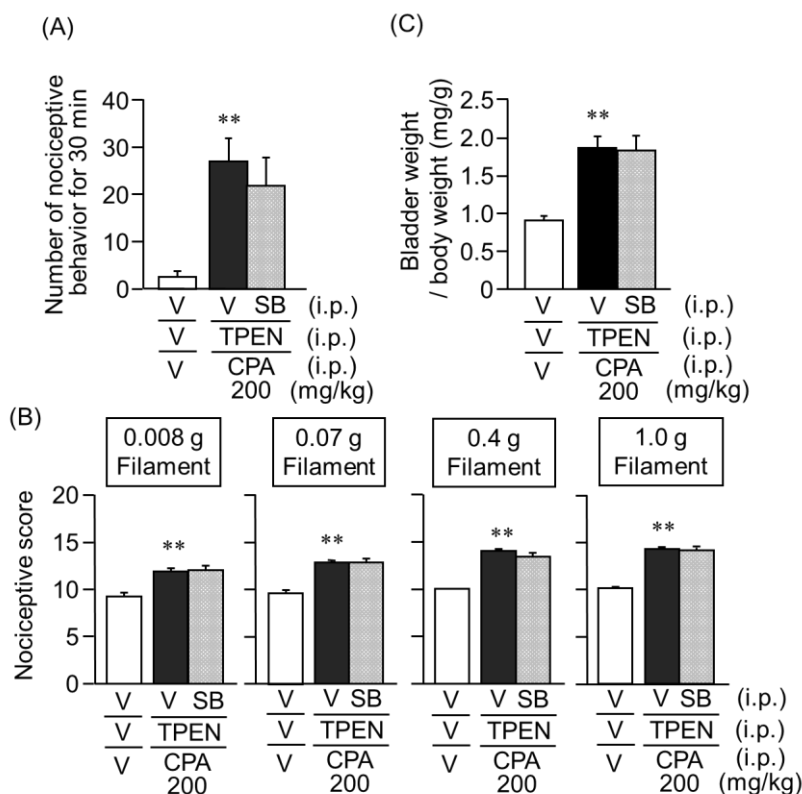 (A)
Number of nociceptive
behavior for 30 min
40
30
20
10
0
**
V V SB (i.p.)
V TPEN (i.p.)
V CPA (i.p.)
200 (mg/kg)
(C)
Bladder weight
/ body weight (mg/g)
2.5
2.0
1.5
1.0
0.5
0
**
V V SB (i.p.)
V TPEN (i.p.)
V CPA (i.p.)
200 (mg/kg)
(B)
0.008 g
Filament
0.07 g
Filament
0.4 g
Filament
1.0 g
Filament
Nociceptive score
20
15
10
5
0
** ** ** **
V V SB V V SB V V SB V V SB (i.p.)
V TPEN V TPEN V TPEN V TPEN (i.p.)
V CPA V CPA V CPA V CPA (i.p.)
200 200 200 200 (mg/kg)